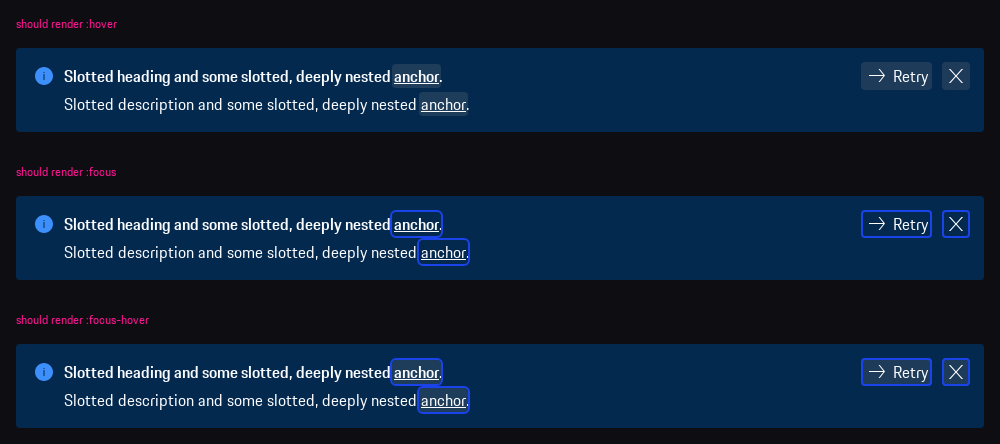 should render :hover
Slotted heading and some slotted, deeply nested anchor. Retry
Slotted description and some slotted, deeply nested anchor.
should render :focus
Slotted heading and some slotted, deeply nested anchor. Retry
Slotted description and some slotted, deeply nested anchor.
should render :focus-hover
Slotted heading and some slotted, deeply nested anchor. Retry
Slotted description and some slotted, deeply nested anchor.